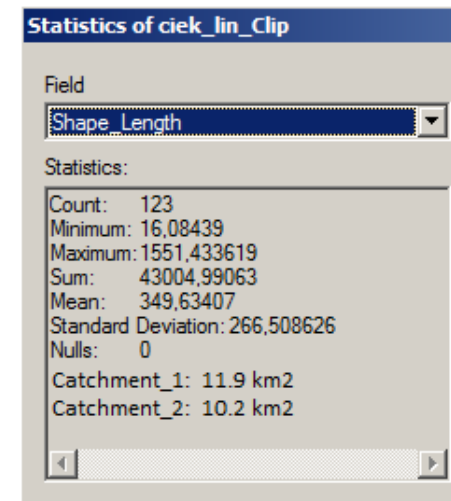 Statistics of ciek_lin_Clip
Field
Shape_Length
Statistics:
Count: 123
Minimum: 16,08439
Maximum: 1551,433619
Sum: 43004,99063
Mean: 349,63407
Standard Deviation: 266,508626
Nulls: 0
Catchment_1: 11.9 km2
Catchment_2: 10.2 km2